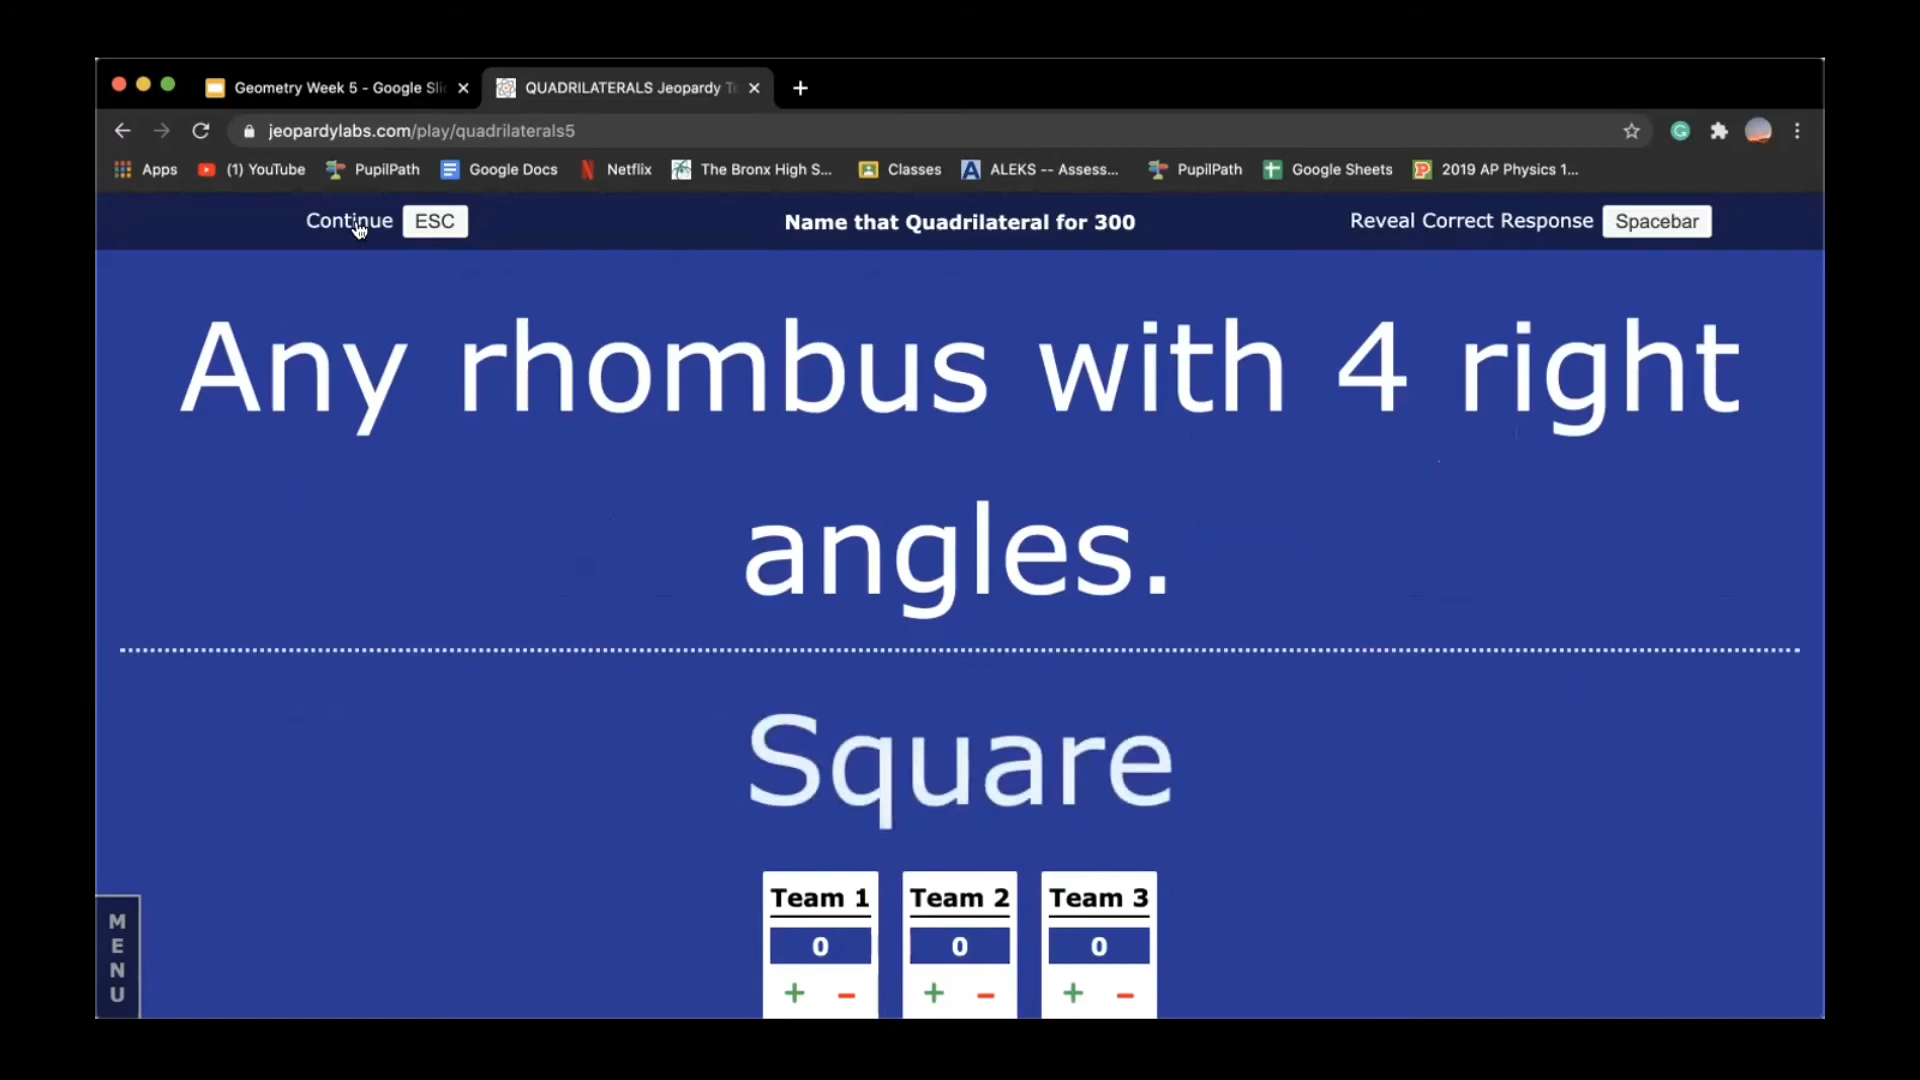 Geometry Week 5 - Google Sli
QUADRILATERALS Jeopardy Te
jeopardylabs.com/play/quadrilaterals5
Apps (1) YouTube PupilPath Google Docs Netflix The Bronx High S... Classes ALEKS -- Assess... PupilPath Google Sheets 2019 AP Physics 1...
Continue ESC Name that Quadrilateral for 300 Reveal Correct Response Spacebar
Any rhombus with 4 right
angles.
Square
Team 1 Team 2 Team 3
0 0 0
+ - + - + -
MENU